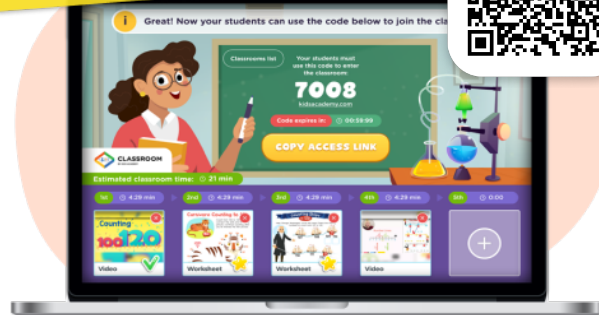 Great! Now your students can use the code below to join the cla
Classrooms list
Your students must
use this code to enter
the classroom
7008
kidsacademy.com
Code expires in:
00:59:99
COPY ACCESS LINK
CLASSROOM
Estimated classroom time: 21 min
1st 4:29 min
2nd 4:29 min
3rd 4:29 min
4th 4:29 min
5th 0:00
Counting
100 120
Video
Worksheet
Worksheet
Video